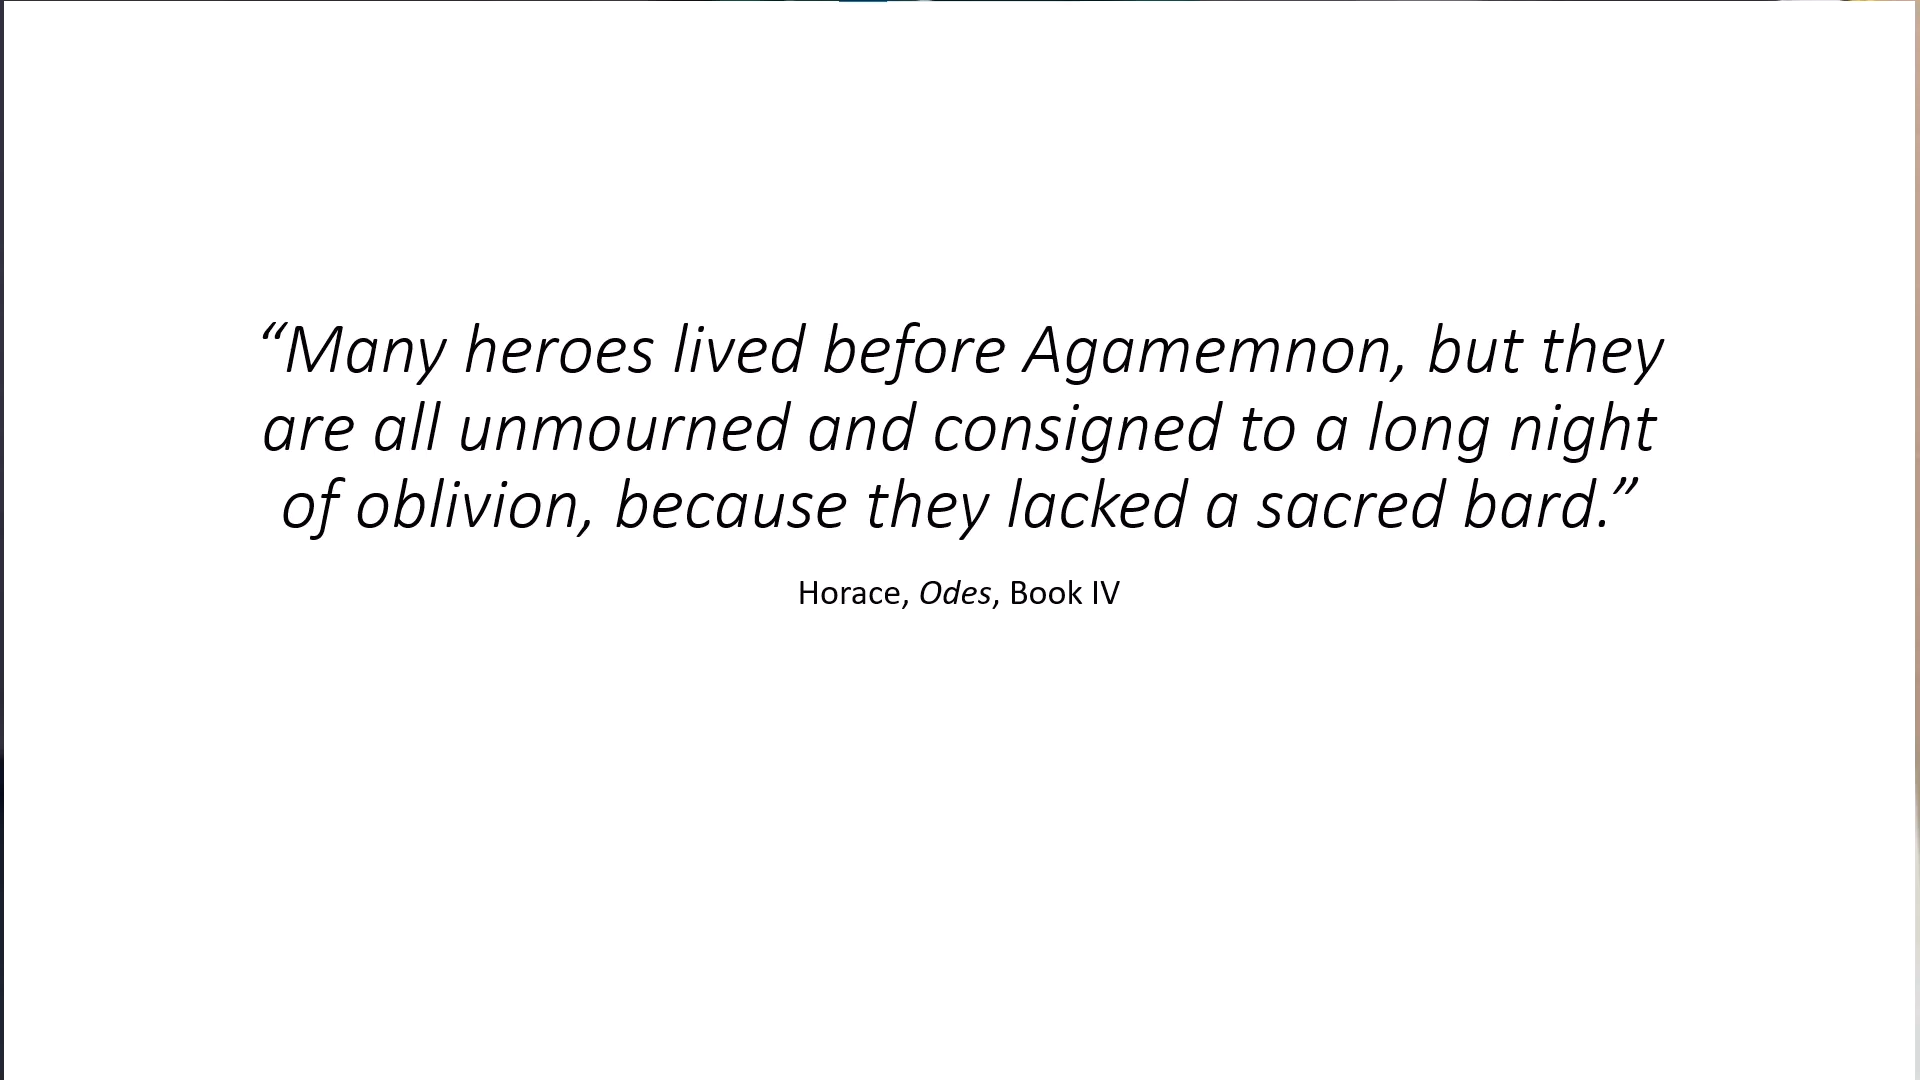 “Many heroes lived before Agamemnon, but they
are all unmourned and consigned to a long night
of oblivion, because they lacked a sacred bard.”
Horace, Odes, Book IV